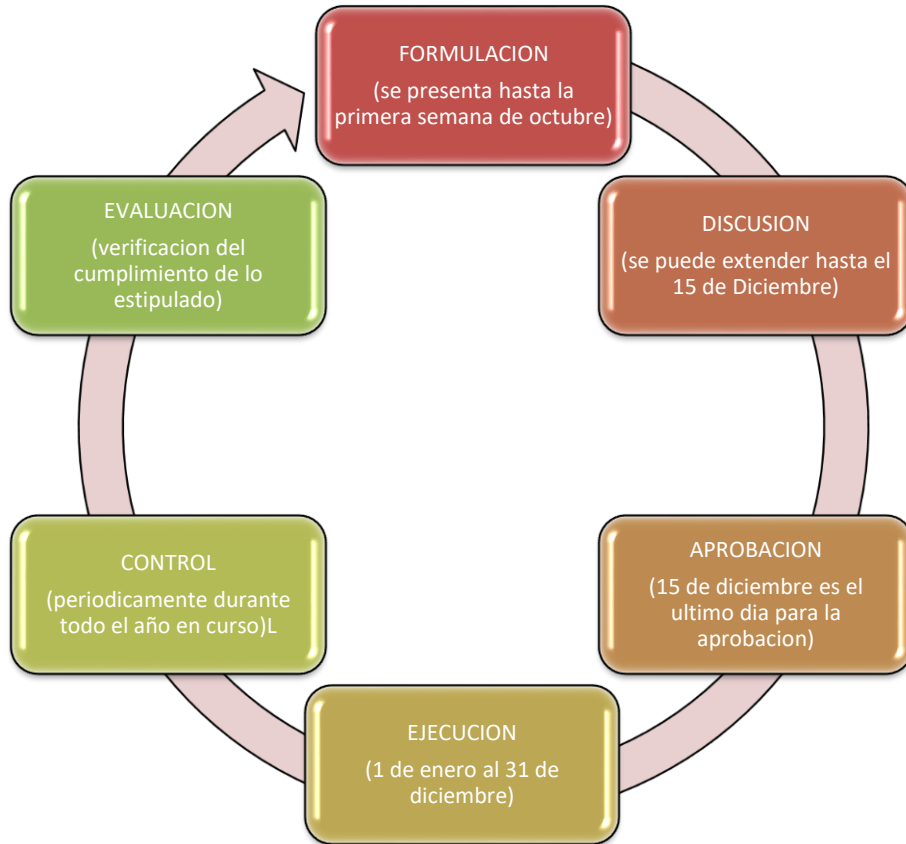 FORMULACION
(se presenta hasta la
primera semana de octubre)
DISCUSION
(se puede extender hasta el
15 de Diciembre)
APROBACION
(15 de diciembre es el
ultimo dia para la
aprobacion)
EJECUCION
(1 de enero al 31 de
diciembre)
CONTROL
(periodicamente durante
todo el año en curso)L
EVALUACION
(verificacion del
cumplimiento de lo
estipulado)